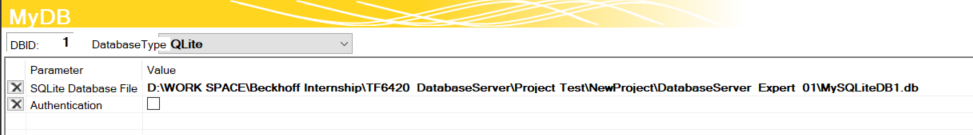 MyDB
DBID: 1 DatabaseType QLite
Parameter Value
SQLite Database File D:\WORK SPACE\Beckhoff Internship\TF6420 DatabaseServer\Project Test\NewProject\DatabaseServer Expert 01\MySQLiteDB1.db
Authentication